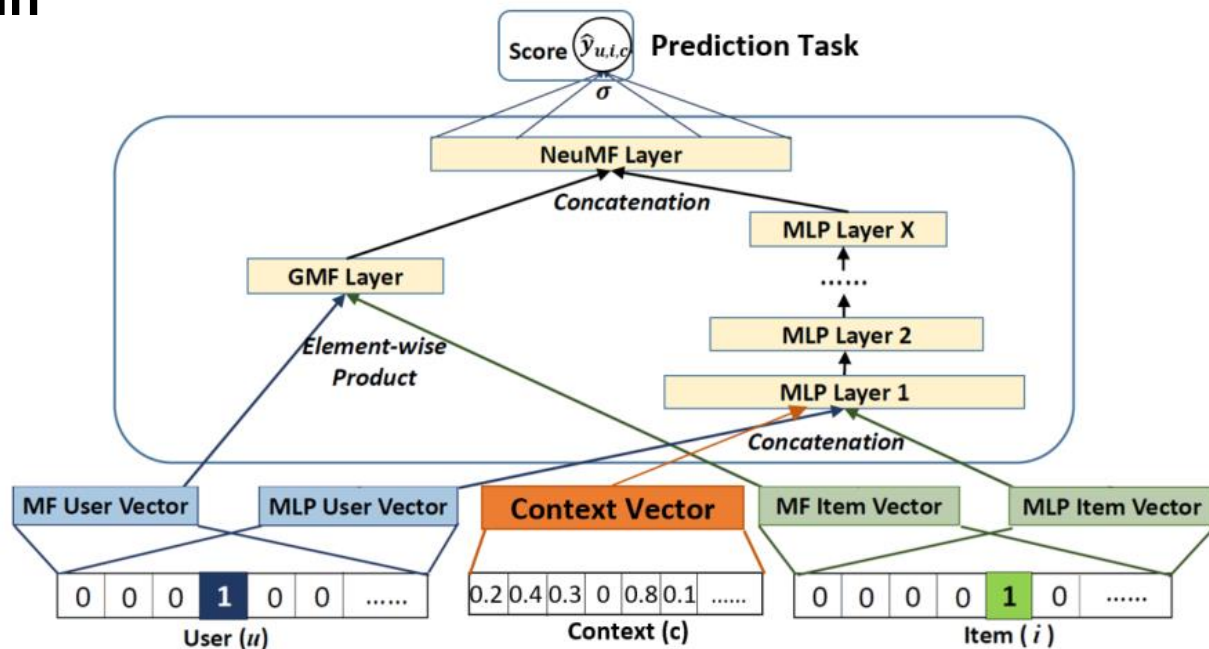 Score ŷu,i,c Prediction Task
σ
NeuMF Layer
Concatenation
MLP Layer X
GMF Layer
......
Element-wise
Product
MLP Layer 2
MLP Layer 1
Concatenation
MF User Vector MLP User Vector Context Vector MF Item Vector MLP Item Vector
0 0 0 1 0 0 ...... 0.2 0.4 0.3 0 0.8 0.1 ...... 0 0 0 0 1 0 ......
User (u) Context (c) Item ( i )